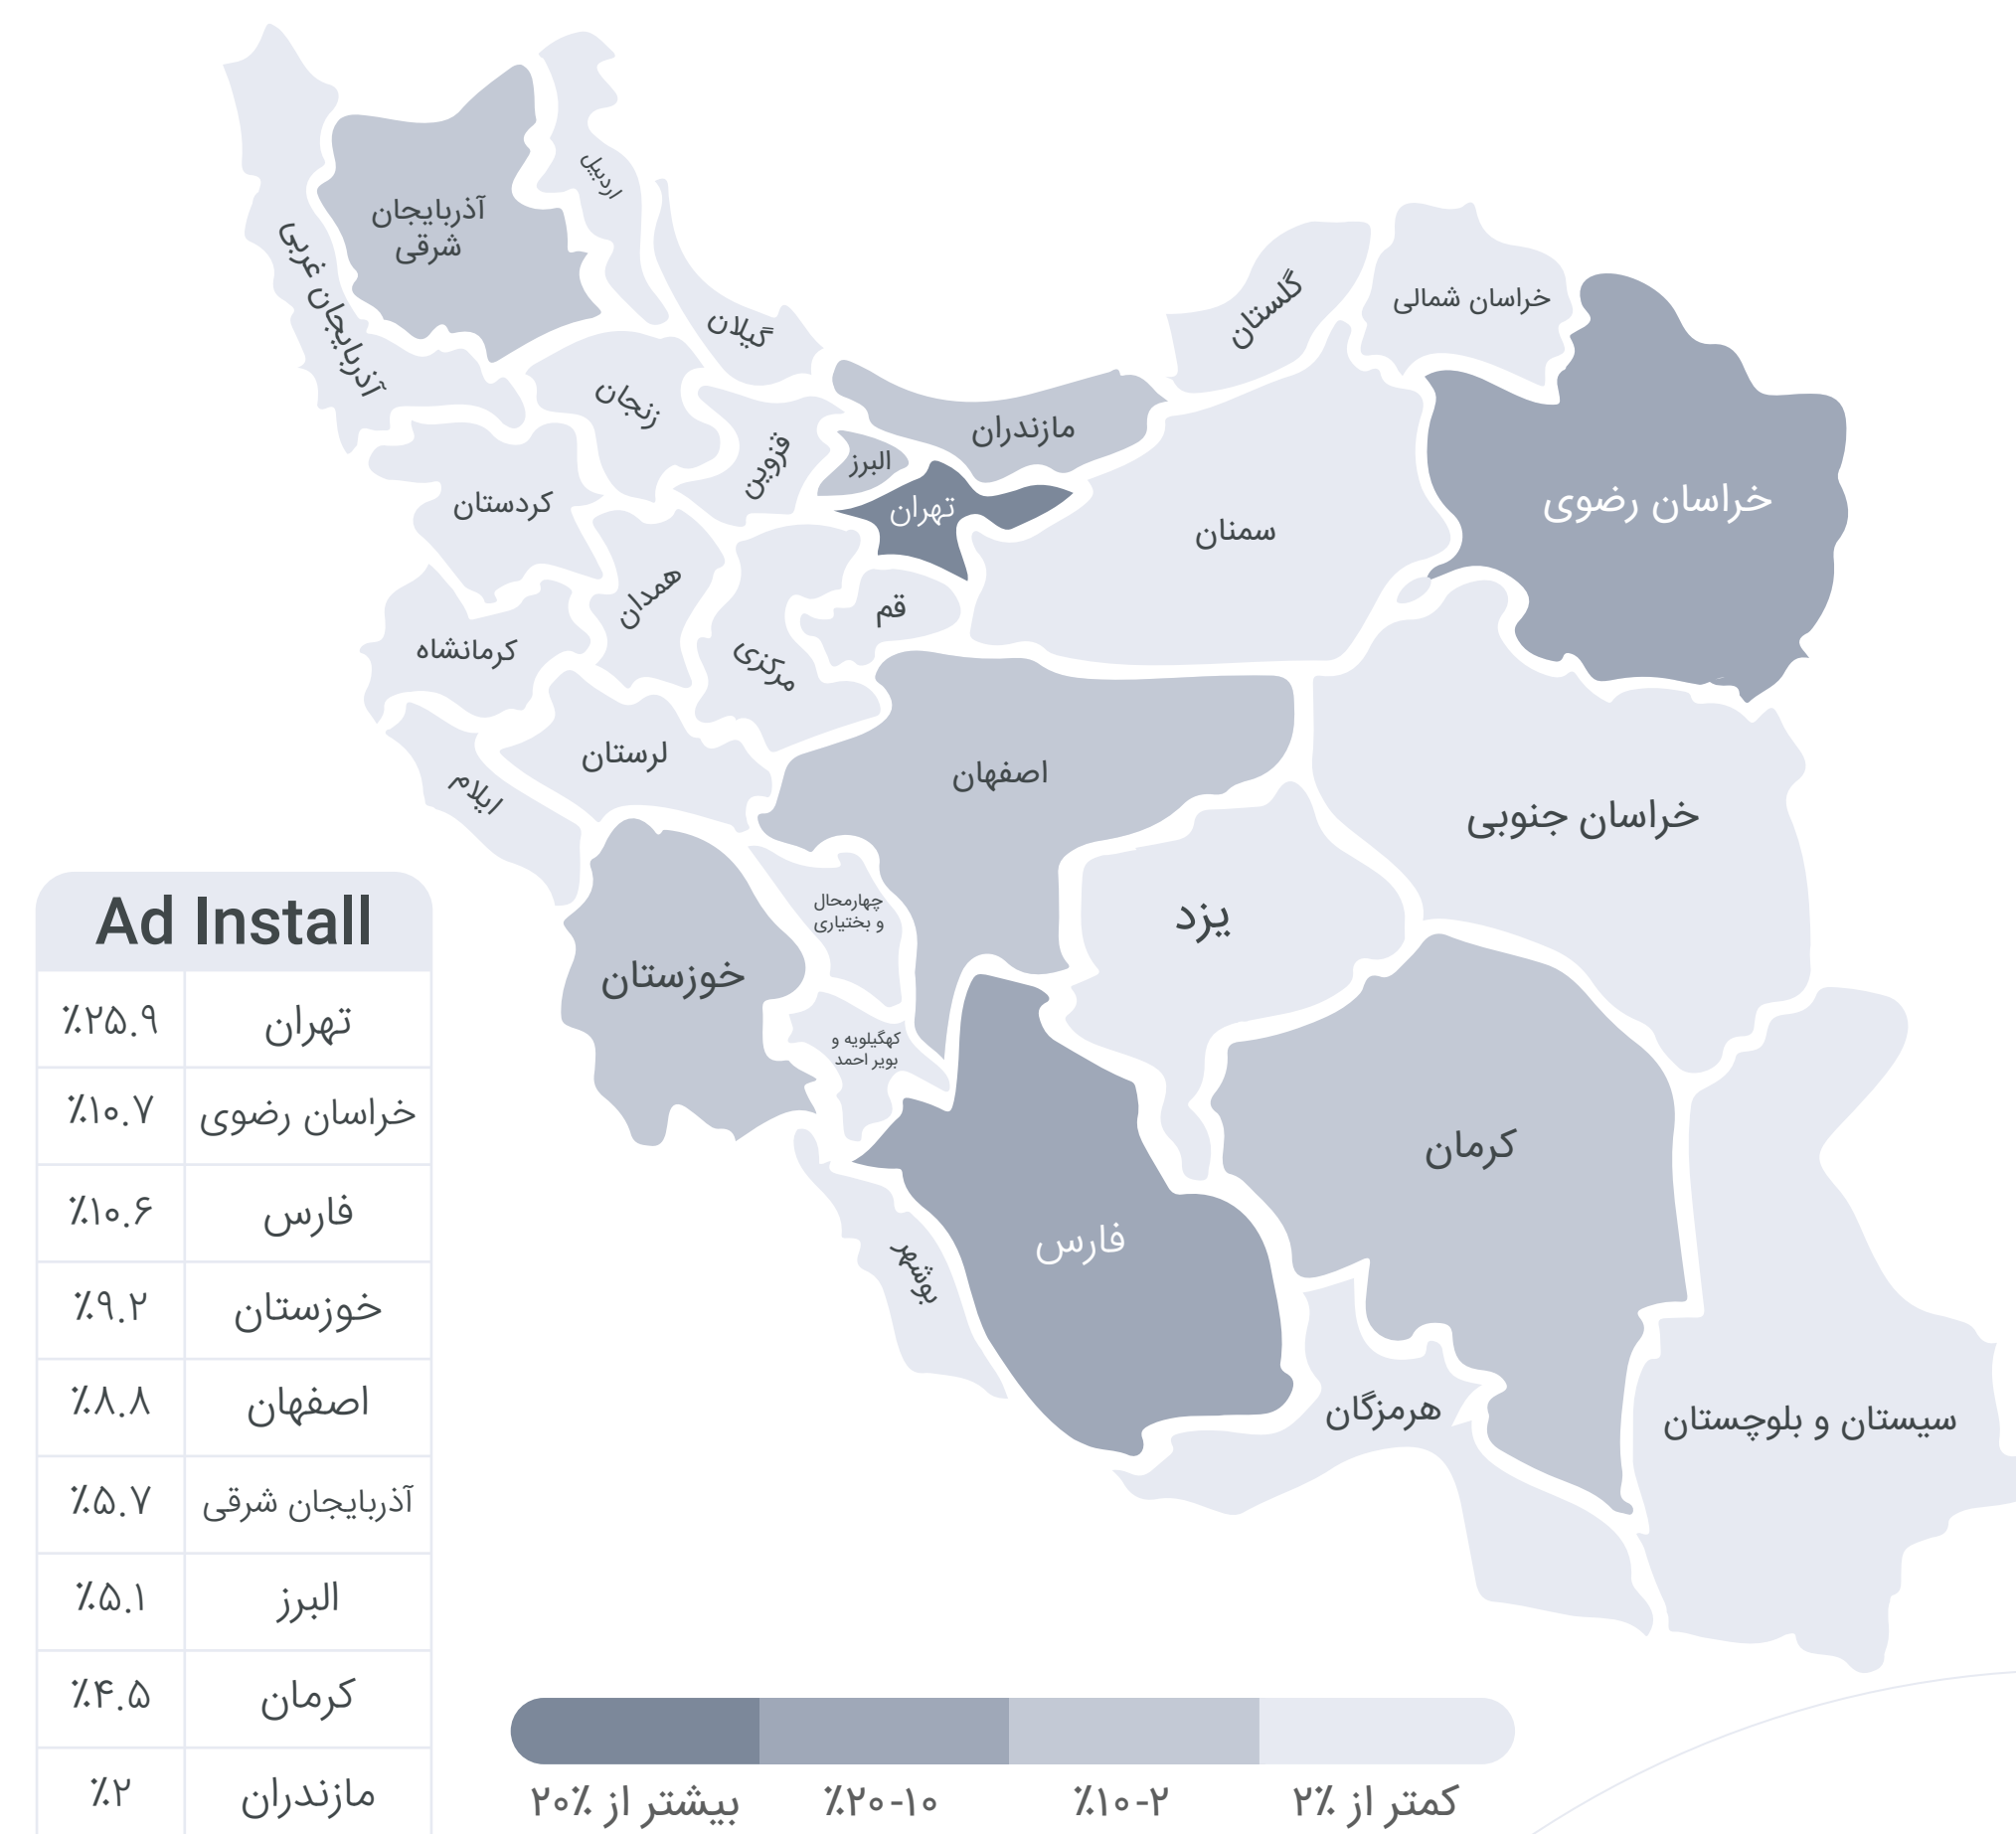 اردبیل
آذربایجان
شرقی
آذربایجان غربی
گیلان
گلستان
خراسان شمالی
زنجان
مازندران
قزوین
البرز
تهران
کردستان
سمنان
خراسان رضوی
همدان
قم
کرمانشاه
مرکزی
لرستان
ایلام
اصفهان
خراسان جنوبی
چهارمحال
و بختیاری
یزد
خوزستان
کهگیلویه و
بویر احمد
کرمان
فارس
بوشهر
هرمزگان
سیستان و بلوچستان
Ad Install
تهران ٪۲۵.۹
خراسان رضوی ٪۱۰.۷
فارس ٪۱۰.۶
خوزستان ٪۹.۲
اصفهان ٪۸.۸
آذربایجان شرقی ٪۵.۷
البرز ٪۵.۱
کرمان ٪۴.۵
مازندران ٪۲
بیشتر از ۲۰٪
٪۲۰-۱۰
٪۱۰-۲
کمتر از ۲٪